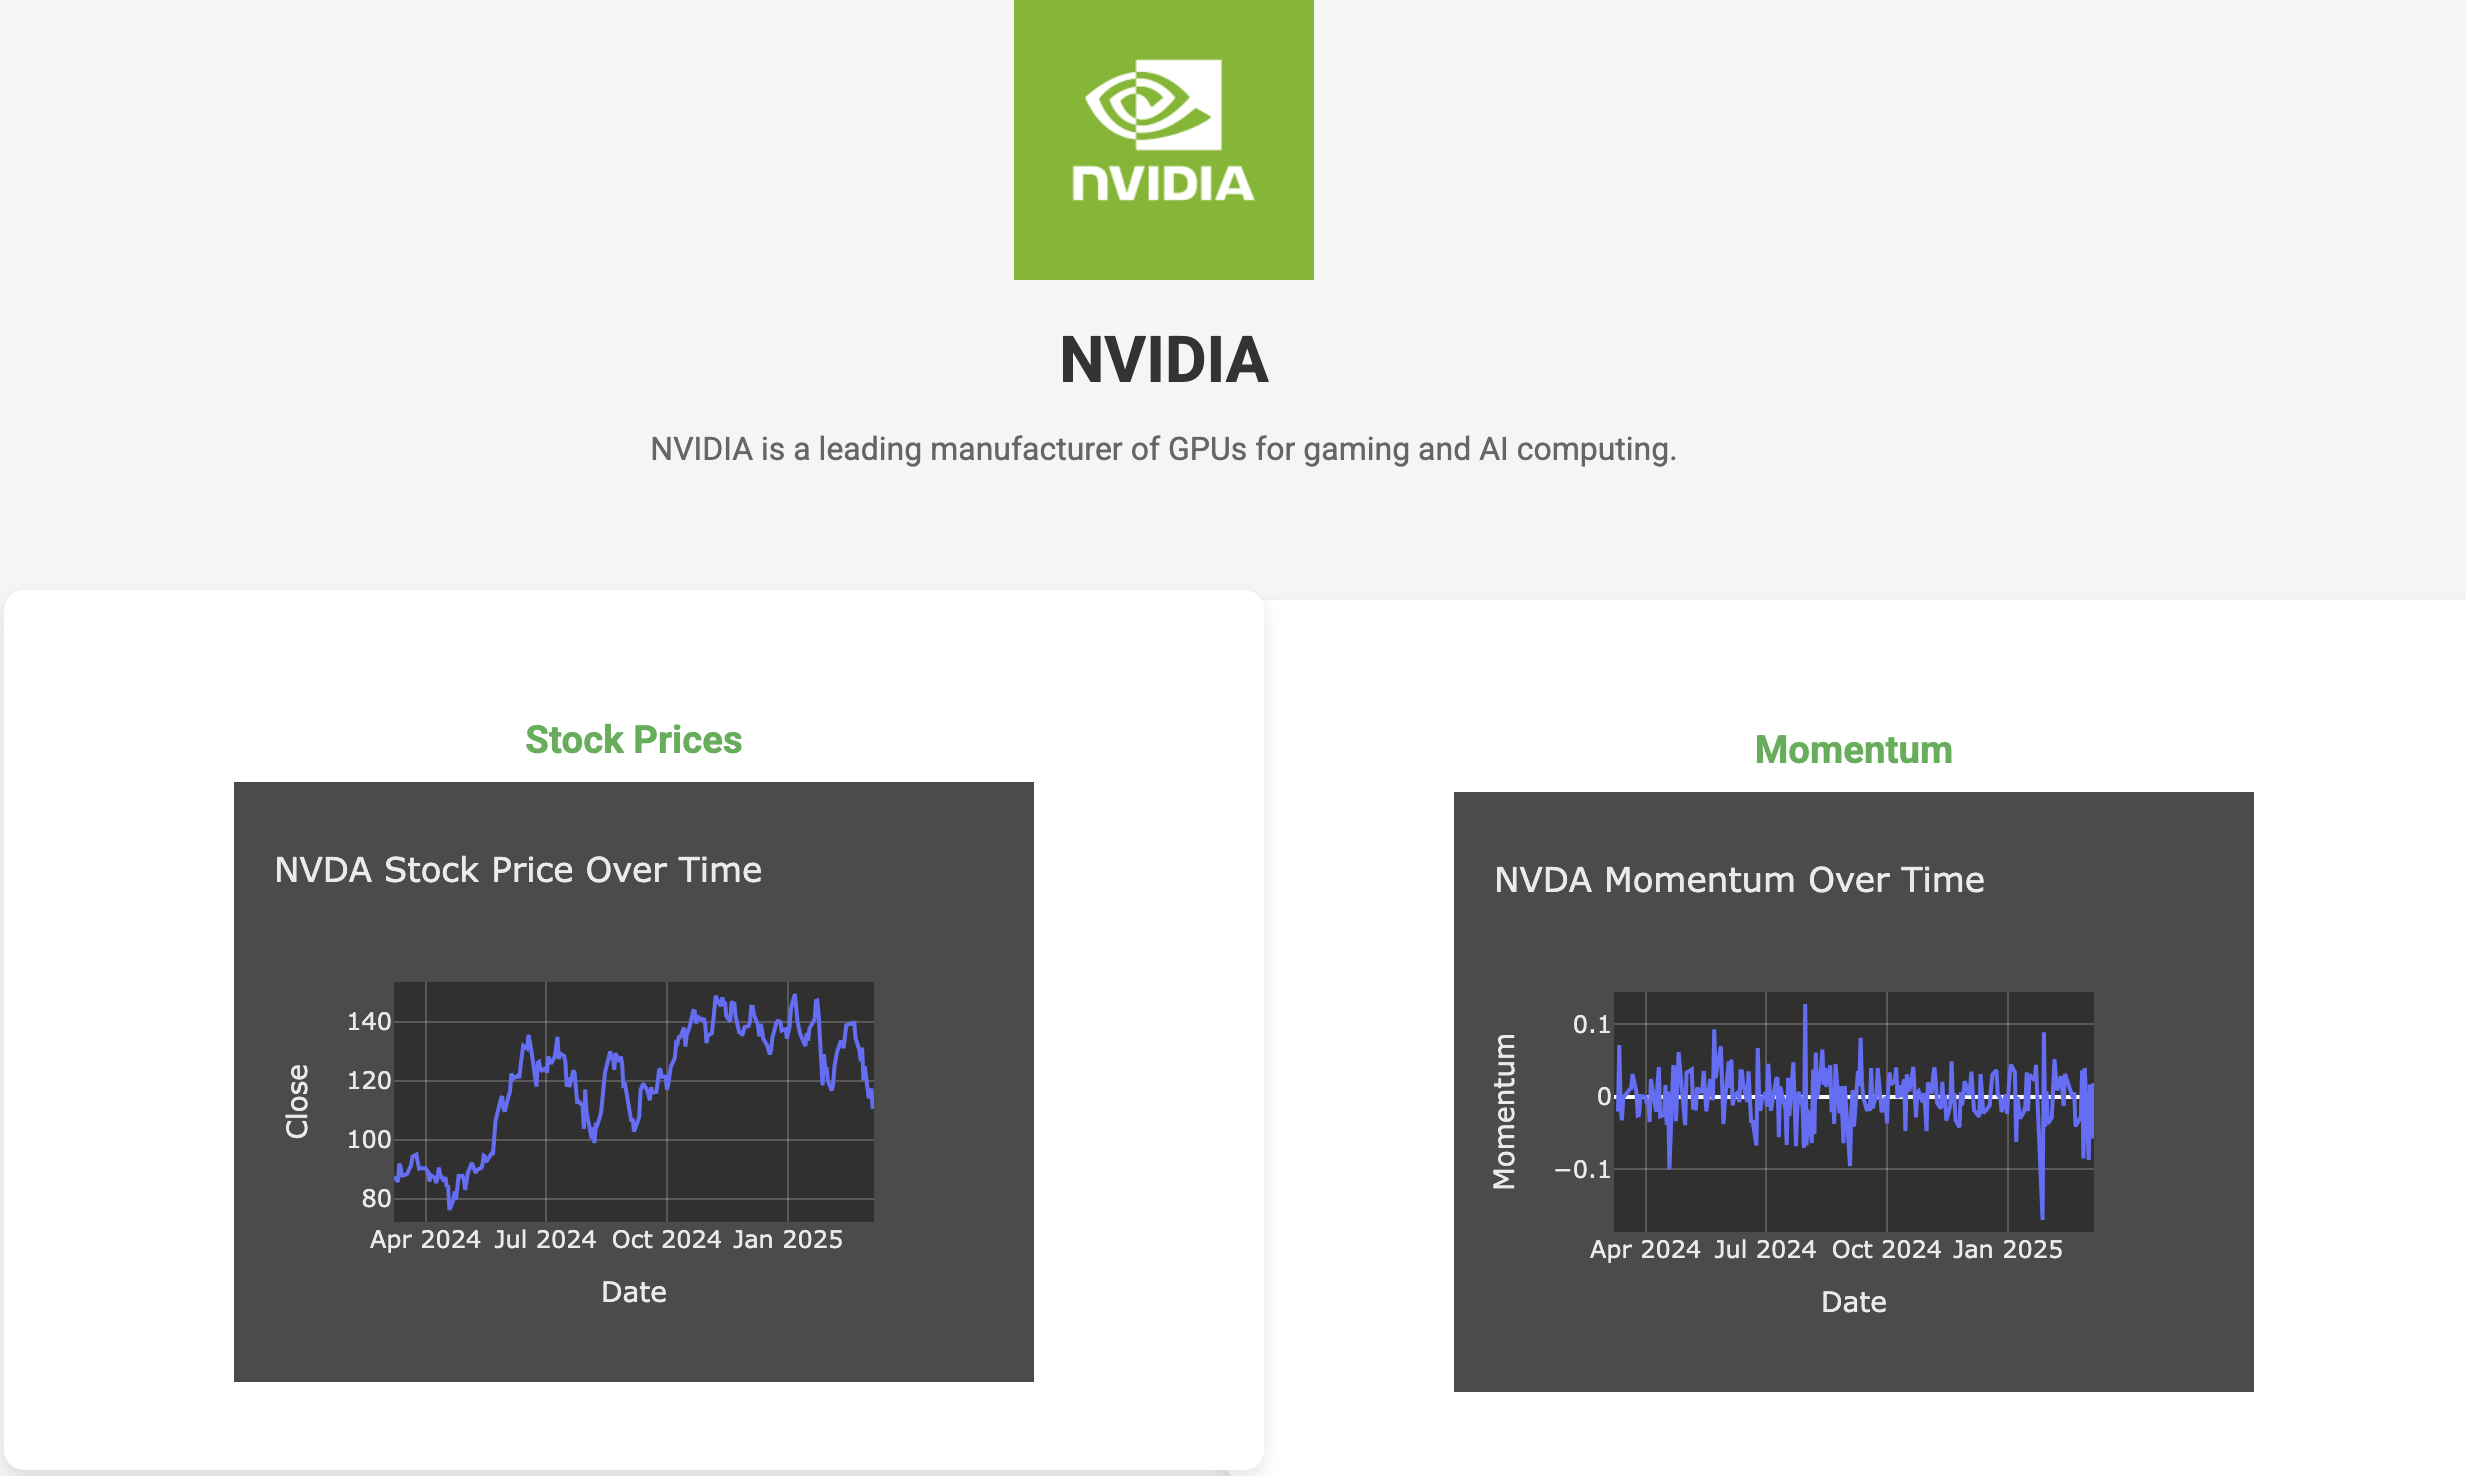 NVIDIA
NVIDIA
NVIDIA is a leading manufacturer of GPUs for gaming and AI computing.
Stock Prices
NVDA Stock Price Over Time
Close
140
120
100
80
Apr 2024 Jul 2024 Oct 2024 Jan 2025
Date
Momentum
NVDA Momentum Over Time
Momentum
0.1
0
−0.1
Apr 2024 Jul 2024 Oct 2024 Jan 2025
Date